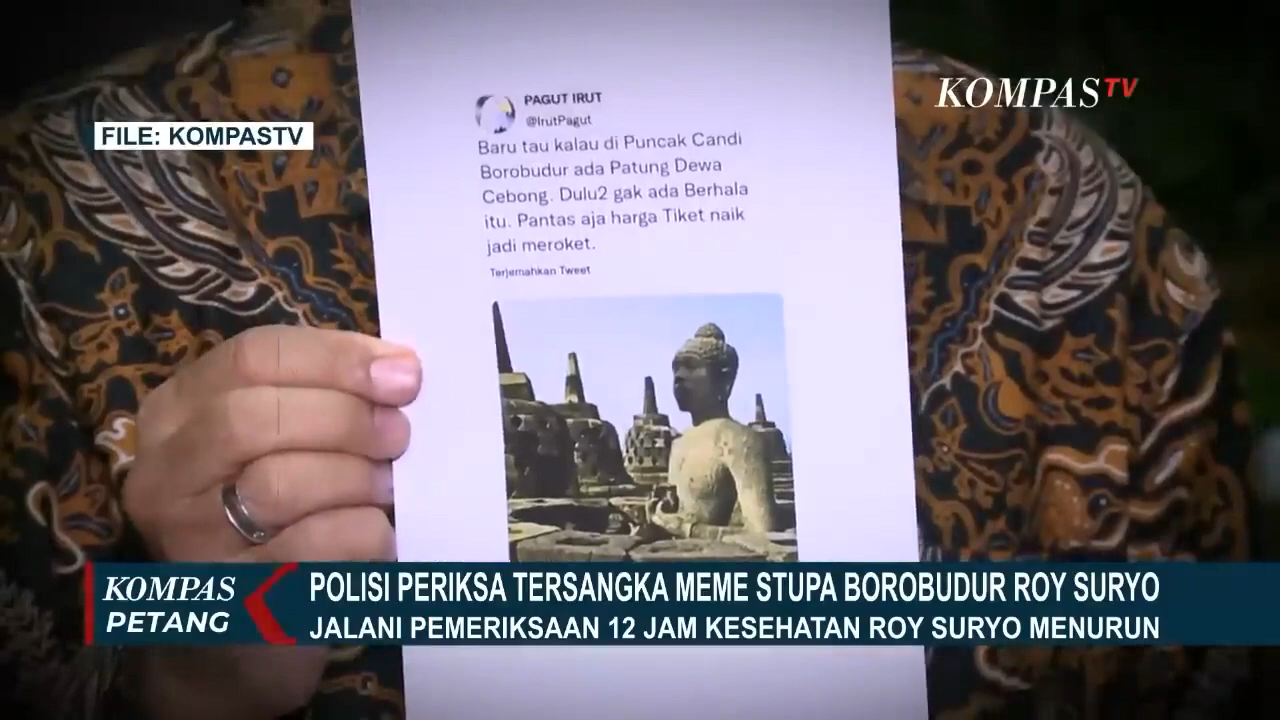 KOMPASTV
FILE: KOMPASTV
PAGUT IRUT
@IrutPagut
Baru tau kalau di Puncak Candi
Borobudur ada Patung Dewa
Cebong. Dulu2 gak ada Berhala
itu. Pantas aja harga Tiket naik
jadi meroket.
Terjemahkan Tweet
KOMPAS
PETANG
POLISI PERIKSA TERSANGKA MEME STUPA BOROBUDUR ROY SURYO
JALANI PEMERIKSAAN 12 JAM KESEHATAN ROY SURYO MENURUN